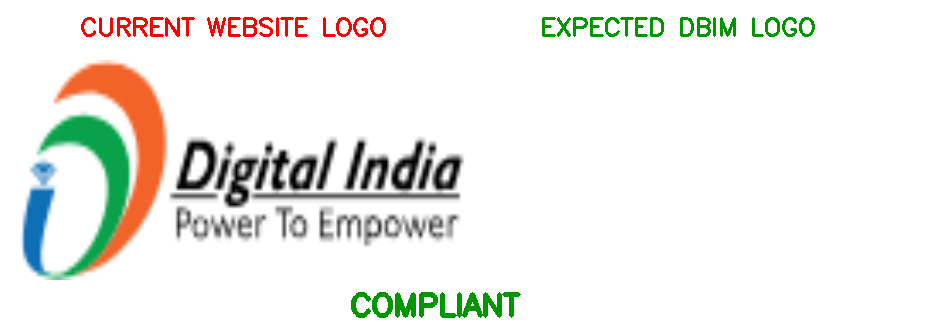 CURRENT WEBSITE LOGO
EXPECTED DBIM LOGO
Digital India
Power To Empower
COMPLIANT